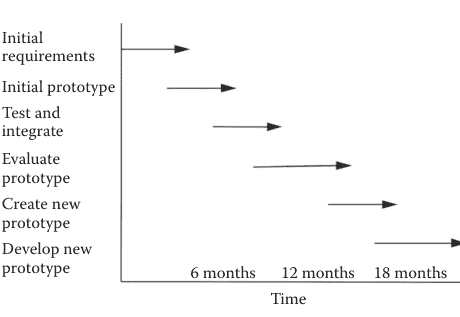 Initial
requirements
Initial prototype
Test and
integrate
Evaluate
prototype
Create new
prototype
Develop new
prototype
6 months 12 months 18 months
Time